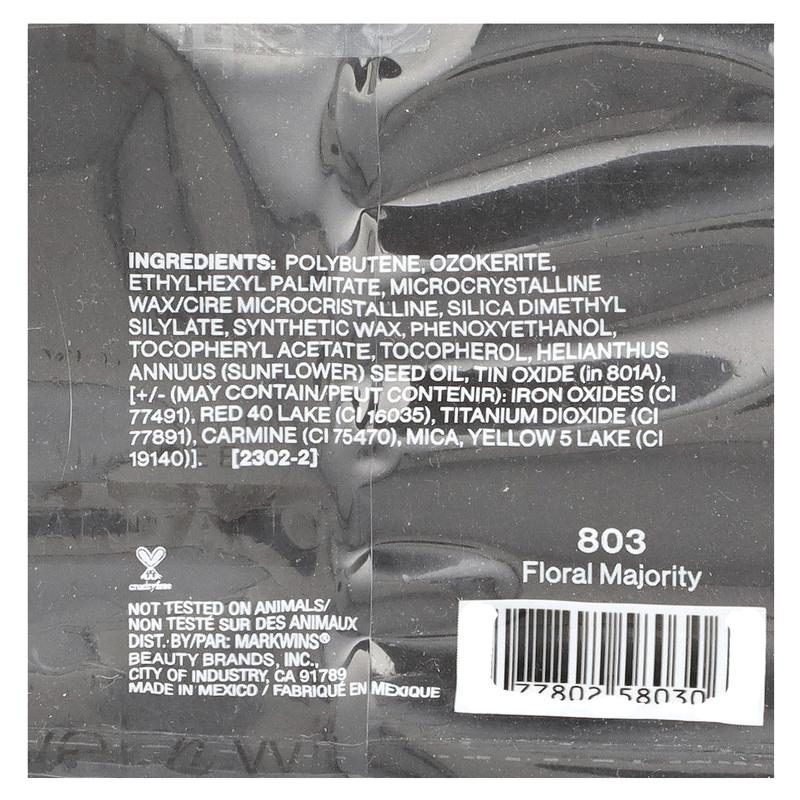 INGREDIENTS: POLYBUTENE, OZOKERITE,
ETHYLHEXYL PALMITATE, MICROCRYSTALLINE
WAX/CIRE MICROCRISTALLINE, SILICA DIMETHYL
SILYLATE, SYNTHETIC WAX, PHENOXYETHANOL,
TOCOPHERYL ACETATE, TOCOPHEROL, HELIANTHUS
ANNUUS (SUNFLOWER) SEED OIL, TIN OXIDE (in 801A),
[+/- (MAY CONTAIN/PEUT CONTENIR): IRON OXIDES (CI
77491), RED 40 LAKE (CI 16035), TITANIUM DIOXIDE (CI
77891), CARMINE (CI 75470), MICA, YELLOW 5 LAKE (CI
19140)]. [2302-2]
803
Floral Majority
crueltyfree
NOT TESTED ON ANIMALS/
NON TESTÉ SUR DES ANIMAUX
DIST. BY/PAR: MARKWINS®
BEAUTY BRANDS, INC.,
CITY OF INDUSTRY, CA 91789
MADE IN MEXICO / FABRIQUÉ EN MEXIQUE
77802 58030